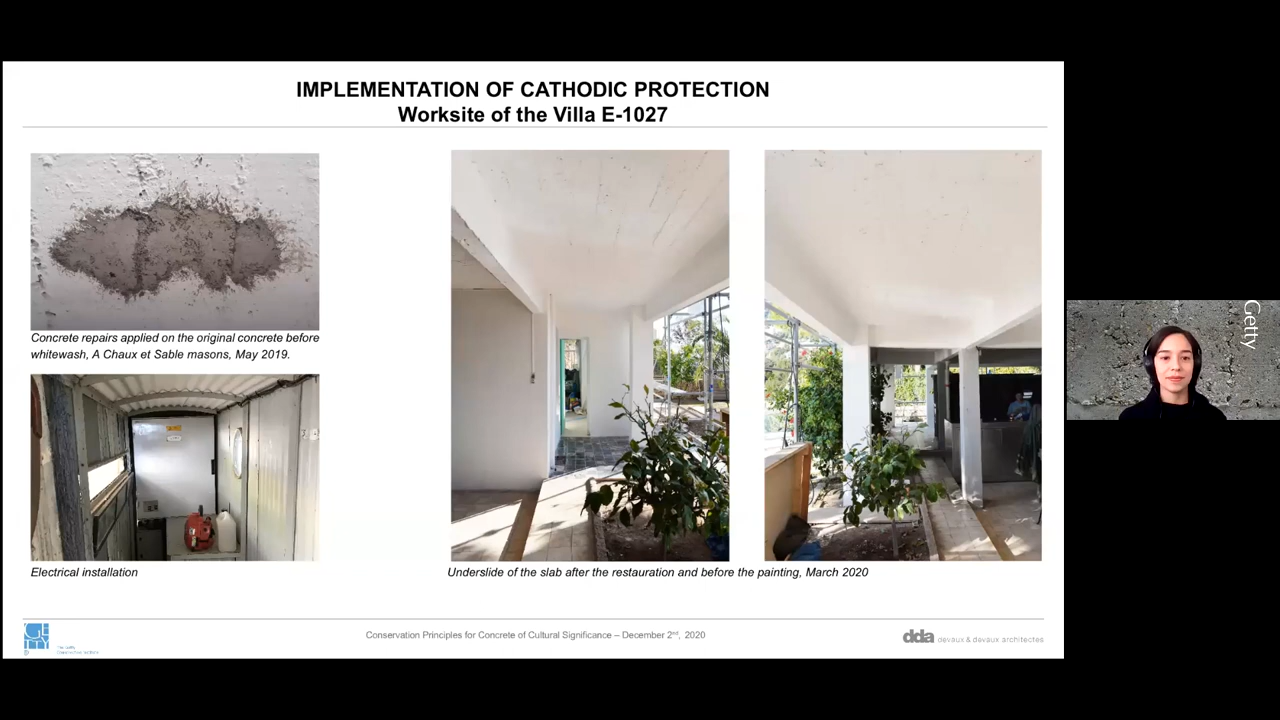 IMPLEMENTATION OF CATHODIC PROTECTION
Worksite of the Villa E-1027
Concrete repairs applied on the original concrete before
whitewash, A Chaux et Sable masons, May 2019.
Electrical installation
Underslide of the slab after the restauration and before the painting, March 2020
Getty
Conservation Principles for Concrete of Cultural Significance – December 2nd, 2020
dda devaux & devaux architectes